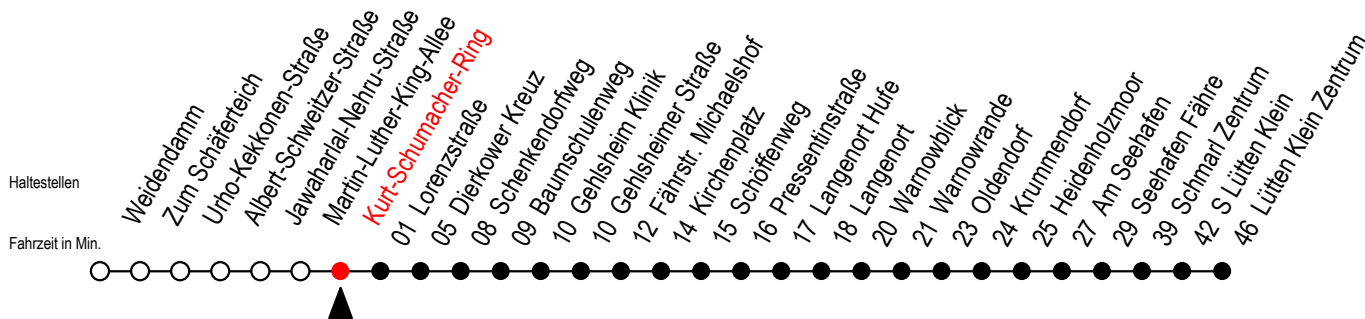 Haltestellen
Fahrzeit in Min.
Weidendamm
Zum Schäferteich
Urho-Kekkonen-Straße
Albert-Schweitzer-Straße
Jawaharlal-Nehru-Straße
Martin-Luther-King-Allee
Kurt-Schumacher-Ring
01 Lorenzstraße
05 Dierkower Kreuz
08 Schenkendorfweg
09 Baumschulenweg
10 Gehlsheim Klinik
10 Gehlsheimer Straße
12 Fährstr. Michaelshof
14 Kirchenplatz
15 Schöffenweg
16 Pressentinstraße
17 Langenort Hufe
18 Langenort
20 Warnowblick
21 Warnowrande
23 Oldendorf
24 Krummendorf
25 Heidenholzmoor
27 Am Seehafen
29 Seehafen Fähre
39 Schmarl Zentrum
42 S Lütten Klein
46 Lütten Klein Zentrum